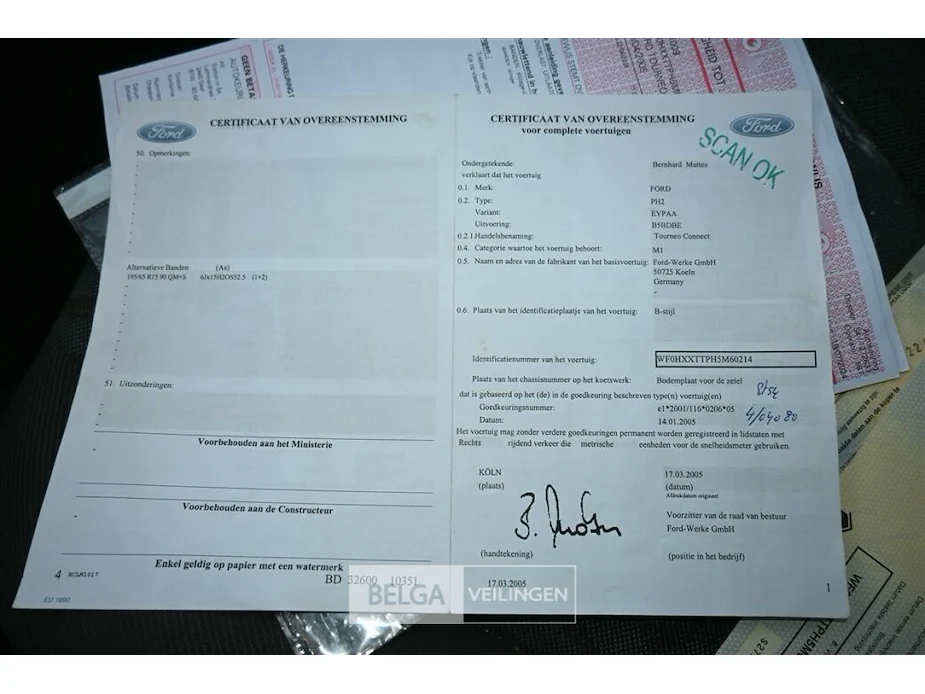 Ford
CERTIFICAAT VAN OVEREENSTEMMING
50. Opmerkingen:
Alternatieve Banden (As)
195/65 R15 90 QM+S 6Jx15H2OS52.5 (1+2)
51. Uitzonderingen:
Voorbehouden aan het Ministerie
Voorbehouden aan de Constructeur
Enkel geldig op papier met een watermerk
4
BD 32600 10351
EU 1690
CERTIFICAAT VAN OVEREENSTEMMING
voor complete voertuigen
Ford
SCAN OK
Ondergetekende: Bernhard Mattes
verklaart dat het voertuig
0.1. Merk: FORD
0.2. Type: PH2
Variant: EYPAA
Uitvoering: B5BDBE
0.2.1.Handelsbenaming: Tourneo Connect
0.4. Categorie waartoe het voertuig behoort: M1
0.5. Naam en adres van de fabrikant van het basisvoertuig: Ford-Werke GmbH
50725 Koeln
Germany
-
0.6. Plaats van het identificatieplaatje van het voertuig: B-stijl
Identificatienummer van het voertuig: WF0HXXTTPH5M60214
Plaats van het chassisnummer op het koetswerk: Bodemplaat voor de zetel
dat is gebaseerd op het (de) in de goedkeuring beschreven type(n) voertuig(en)
Goedkeuringsnummer: e1*2001/116*0206*05
Datum: 14.01.2005
Het voertuig mag zonder verdere goedkeuringen permanent worden geregistreerd in lidstaten met
Rechts rijdend verkeer die metrische eenheden voor de snelheidsmeter gebruiken.
KÖLN 17.03.2005
(plaats) (datum)
Afdrukdatum origineel
Voorzitter van de raad van bestuur
Ford-Werke GmbH
(handtekening) (positie in het bedrijf)
17.03.2005
1
BELGA VEILINGEN